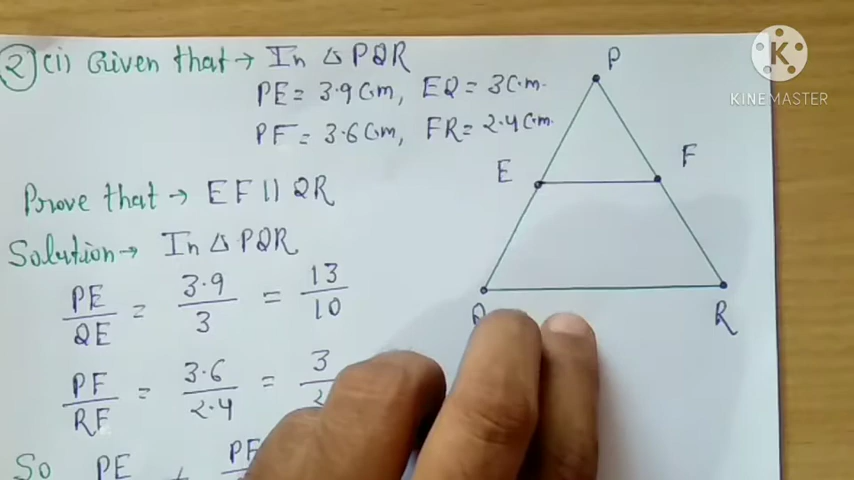 2 (i) Given that → In △ PQR
PE = 3.9 Cm, EQ = 3 Cm.
PF = 3.6 Cm, FR = 2.4 Cm.
Prove that → EF || QR
Solution → In △ PQR
PE/QE = 3.9/3 = 13/10
PF/RF = 3.6/2.4 = 3/2
So PE ≠ PF
P
E
F
R
K
KINEMASTER